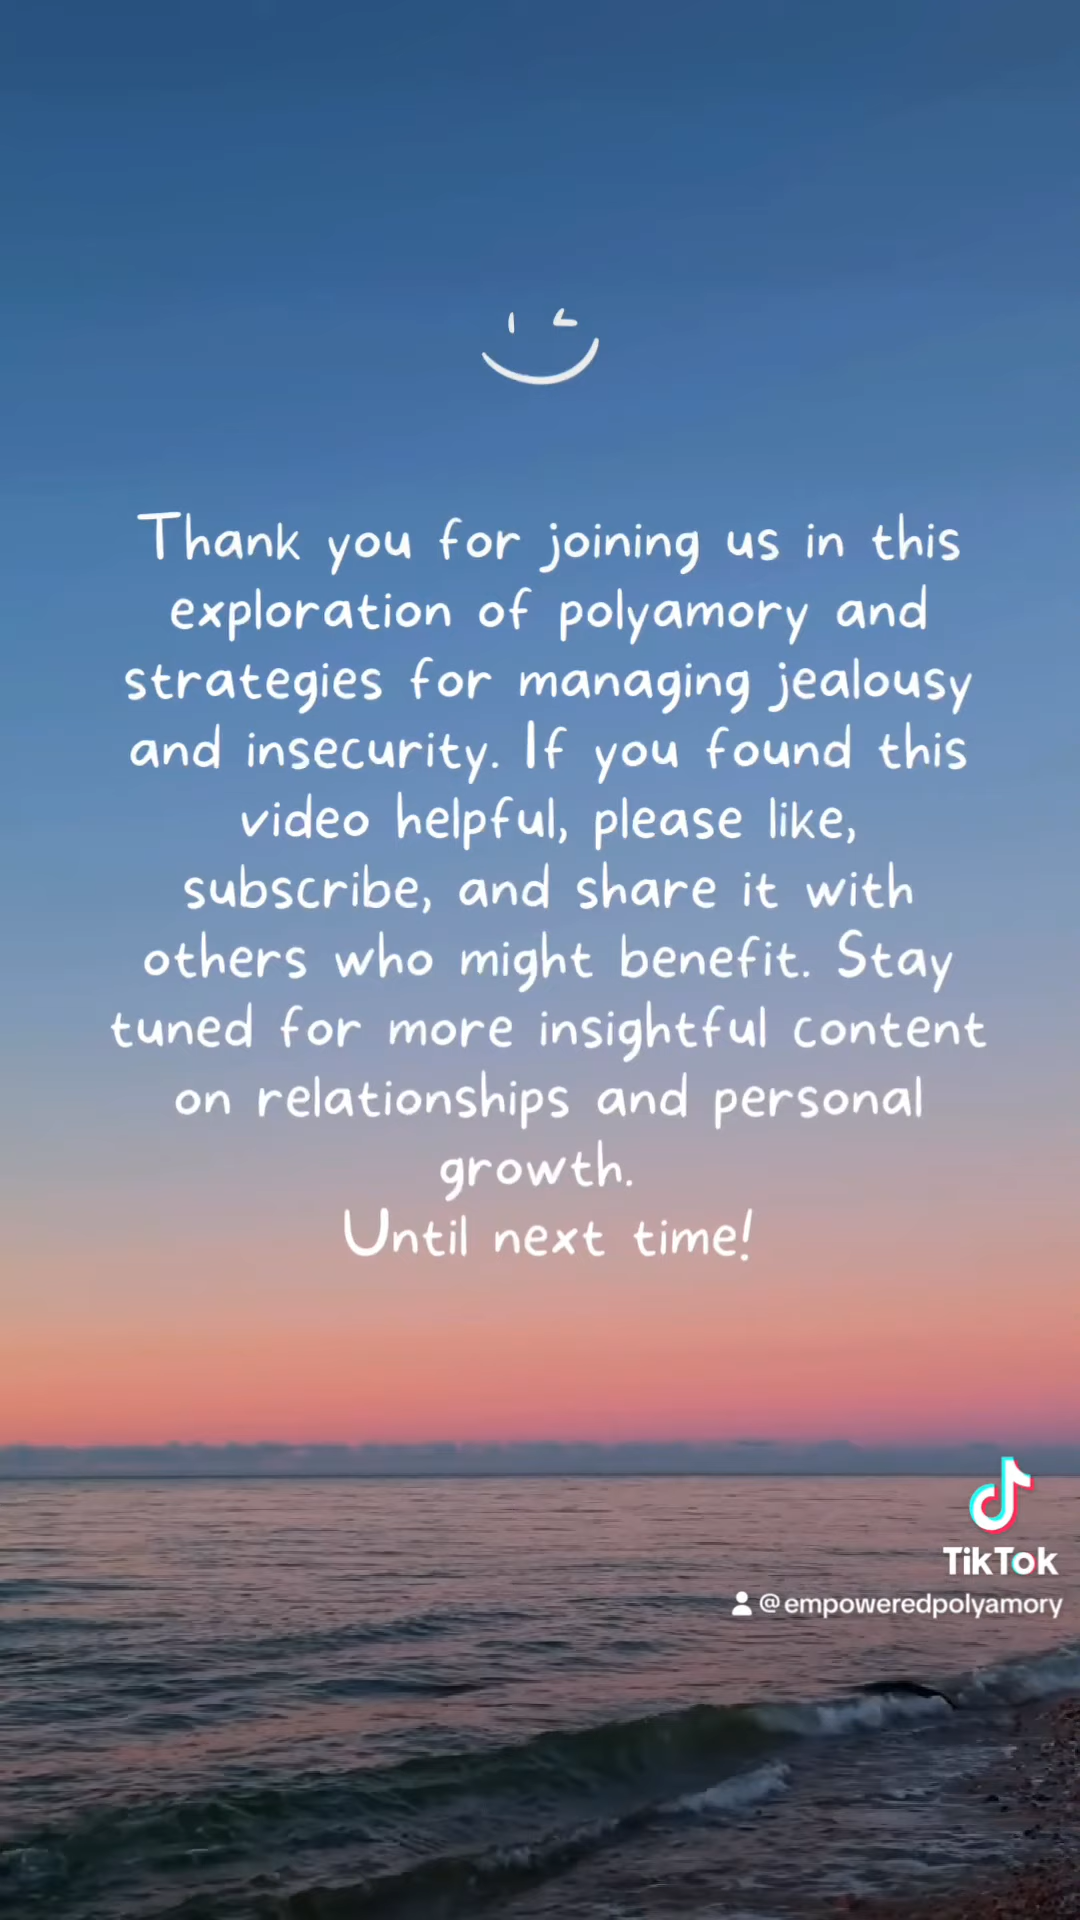 Thank you for joining us in this
exploration of polyamory and
strategies for managing jealousy
and insecurity. If you found this
video helpful, please like,
subscribe, and share it with
others who might benefit. Stay
tuned for more insightful content
on relationships and personal
growth.
Until next time!
TikTok
@empoweredpolyamory